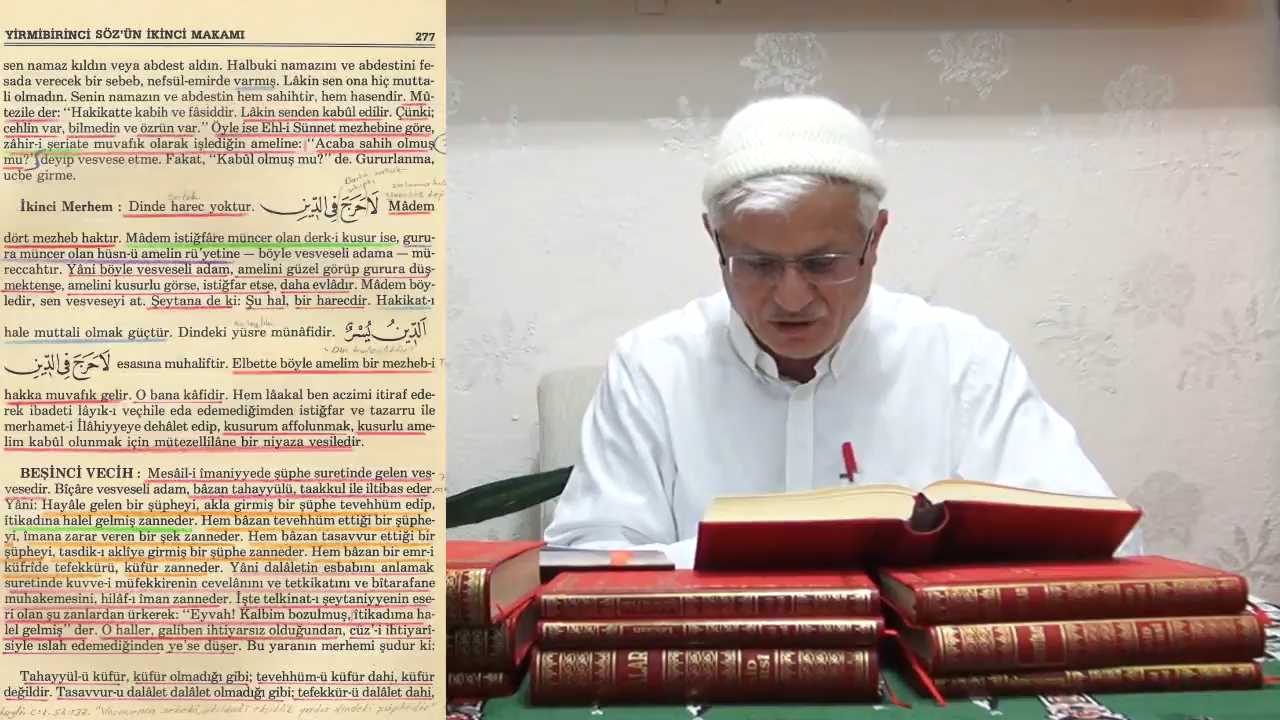 YİRMİBİRİNCİ SÖZ'ÜN İKİNCİ MAKAMI 277
sen namaz kıldın veya abdest aldın. Halbuki namazını ve abdestini fe-
sada verecek bir sebeb, nefsül-emirde varmış. Lâkin sen ona hiç mutta-
li olmadın. Senin namazın ve abdestin hem sahihtir, hem hasendir. Mû-
tezile der: "Hakikatte kabih ve fâsiddir. Lâkin senden kabûl edilir. Çünki;
cehlin var, bilmedin ve özrün var." Öyle ise Ehl-i Sünnet mezhebine göre,
zâhir-i şeriate muvafık olarak işlediğin ameline: "Acaba sahih olmuş
mu?" deyip vesvese etme. Fakat, "Kabûl olmuş mu?" de. Gururlanma,
ucbe girme.
İkinci Merhem : Dinde harec yoktur. لَا حَرَجَ فِى الدِّينِ Mâdem
dört mezheb haktır. Mâdem istiğfâre müncer olan derk-i kusur ise, guru-
ra müncer olan hüsn-ü amelin rü'yetine — böyle vesveseli adama — mü-
reccahtır. Yâni böyle vesveseli adam, amelini güzel görüp gurura düş-
mektense, amelini kusurlu görse, istiğfar etse, daha evlâdır. Mâdem böy-
ledir, sen vesveseyi at. Şeytana de ki: Şu hal, bir harecdir. Hakikat-ı
hale muttali olmak güçtür. Dindeki yüsre münâfidir. اَلدِّينُ يُسْرٌ
لَا حَرَجَ فِى الدِّينِ esasına muhaliftir. Elbette böyle amelim bir mezheb-i
hakka muvafık gelir. O bana kâfidir. Hem lâakal ben aczimi itiraf ede-
rek ibadeti lâyık-ı veçhile eda edemediğimden istiğfar ve tazarru ile
merhamet-i İlâhiyyeye dehâlet edip, kusurum affolunmak, kusurlu ame-
lim kabûl olunmak için mütezellilâne bir niyaza vesiledir.
BEŞİNCİ VECİH : Mesâil-i îmaniyyede şüphe suretinde gelen ves-
vesedir. Bîçâre vesveseli adam, bâzan tahayyülü, taakkul ile iltibas eder.
Yâni: Hayâle gelen bir şüpheyi, akla girmiş bir şüphe tevehhüm edip,
îtikadına halel gelmiş zanneder. Hem bâzan tevehhüm ettiği bir şüphe-
yi, îmana zarar veren bir şek zanneder. Hem bâzan tasavvur ettiği bir
şüpheyi, tasdik-ı aklîye girmiş bir şüphe zanneder. Hem bâzan bir emr-i
küfride tefekkürü, küfür zanneder. Yâni dalâletin esbabını anlamak
suretinde kuvve-i müfekkirenin cevelânını ve tetkikatını ve bîtarafane
muhakemesini, hilâf-ı îman zanneder. İşte telkinat-ı şeytaniyyenin ese-
ri olan şu zanlardan ürkerek: "Eyvah! Kalbim bozulmuş, îtikadıma ha-
lel gelmiş" der. O haller, galiben ihtiyarsız olduğundan, cüz'-i ihtiyari-
siyle ıslah edemediğinden ye'se düşer. Bu yaranın merhemi şudur ki:
Tahayyül-ü küfür, küfür olmadığı gibi; tevehhüm-ü küfür dahi, küfür
değildir. Tasavvur-u dalâlet dalâlet olmadığı gibi; tefekkür-ü dalâlet dahi,